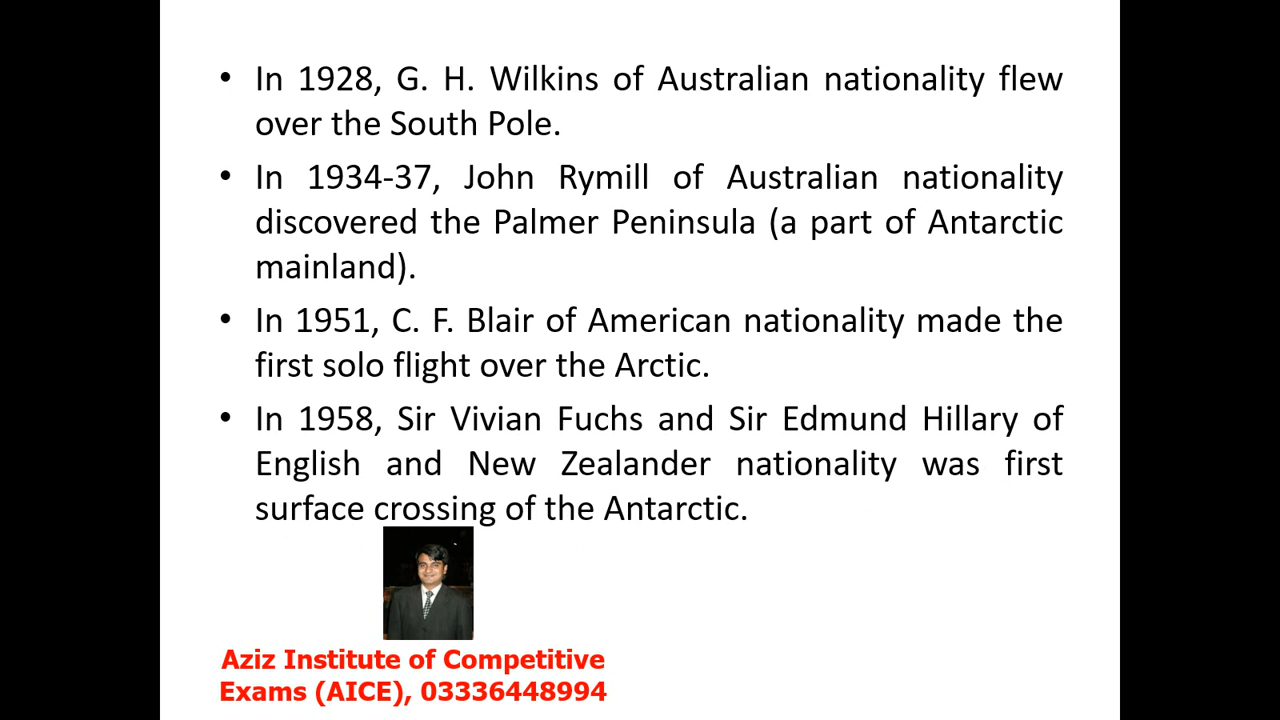 • In 1928, G. H. Wilkins of Australian nationality flew
over the South Pole.
• In 1934-37, John Rymill of Australian nationality
discovered the Palmer Peninsula (a part of Antarctic
mainland).
• In 1951, C. F. Blair of American nationality made the
first solo flight over the Arctic.
• In 1958, Sir Vivian Fuchs and Sir Edmund Hillary of
English and New Zealander nationality was first
surface crossing of the Antarctic.
Aziz Institute of Competitive
Exams (AICE), 03336448994